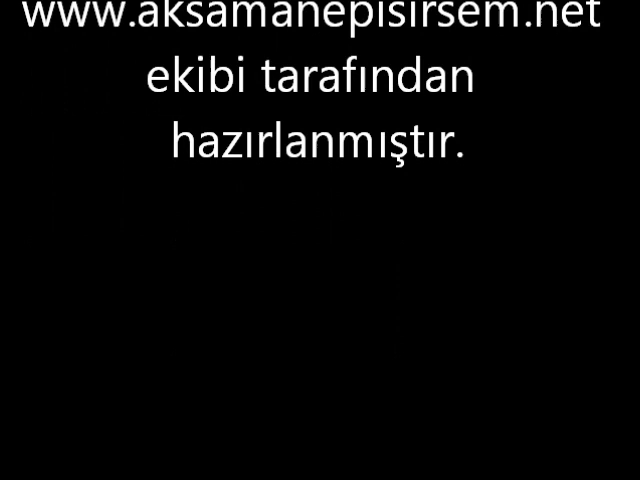 www.aksamanepisirsem.net
ekibi tarafından
hazırlanmıştır.